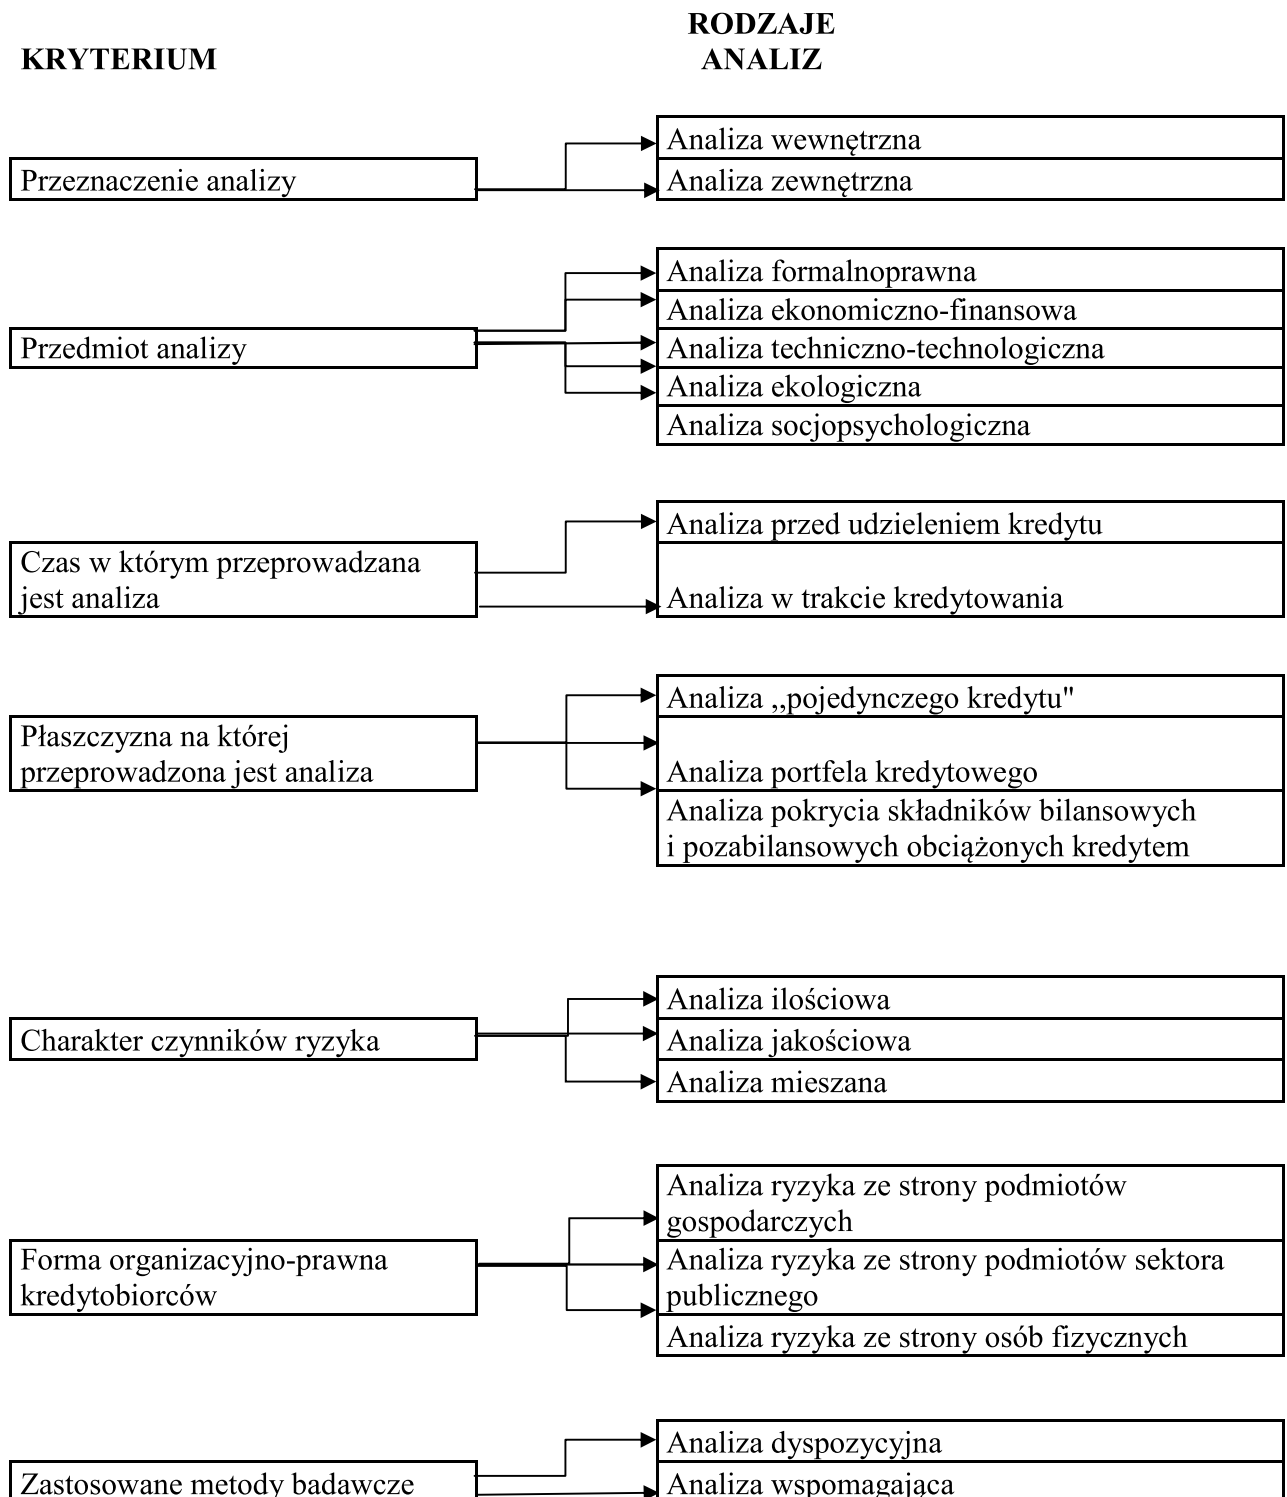 RODZAJE
KRYTERIUM
ANALIZ
Analiza wewnętrzna
Przeznaczenie analizy
Analiza zewnętrzna
Analiza formalnoprawna
Analiza ekonomiczno-finansowa
Przedmiot analizy
Analiza techniczno-technologiczna
Analiza ekologiczna
Analiza socjopsychologiczna
Analiza przed udzieleniem kredytu
Czas w którym przeprowadzana
jest analiza
Analiza w trakcie kredytowania
Analiza ,,pojedynczego kredytu"
Płaszczyzna na której
przeprowadzona jest analiza
Analiza portfela kredytowego
Analiza pokrycia składników bilansowych
i pozabilansowych obciążonych kredytem
Analiza ilościowa
Charakter czynników ryzyka
Analiza jakościowa
Analiza mieszana
Analiza ryzyka ze strony podmiotów
gospodarczych
Forma organizacyjno-prawna
kredytobiorców
Analiza ryzyka ze strony podmiotów sektora
publicznego
Analiza ryzyka ze strony osób fizycznych
Analiza dyspozycyjna
Zastosowane metody badawcze
Analiza wspomagająca